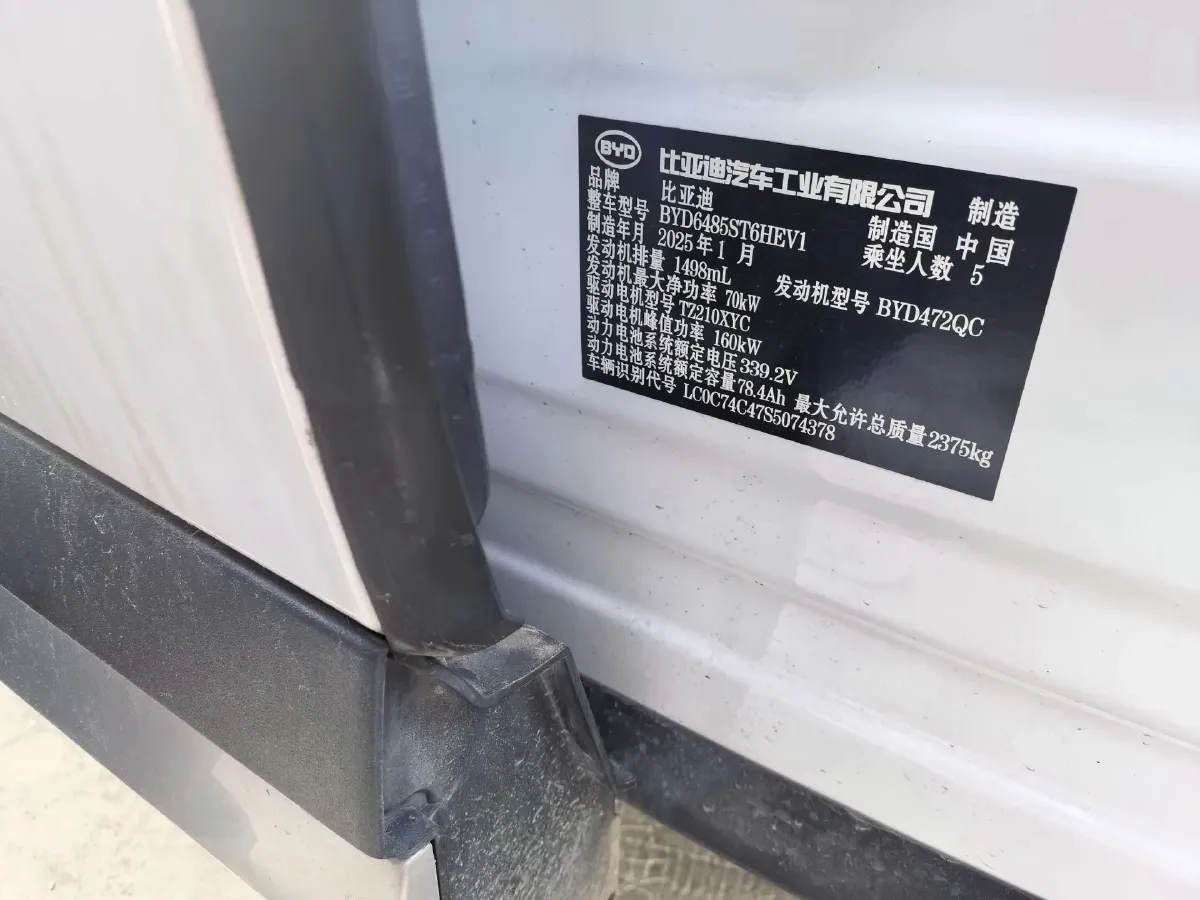 BYD 比亚迪汽车工业有限公司 制造
品牌 比亚迪 制造国 中国
整车型号 BYD6485ST6HEV1 乘坐人数 5
制造年月 2025年1月
发动机排量 1498mL 发动机型号 BYD472QC
发动机最大净功率 70kW
驱动电机型号 TZ210XYC
驱动电机峰值功率 160kW
动力电池系统额定电压 339.2V
动力电池系统额定容量 78.4Ah 最大允许总质量 2375kg
车辆识别代号 LC0C74C47S5074378